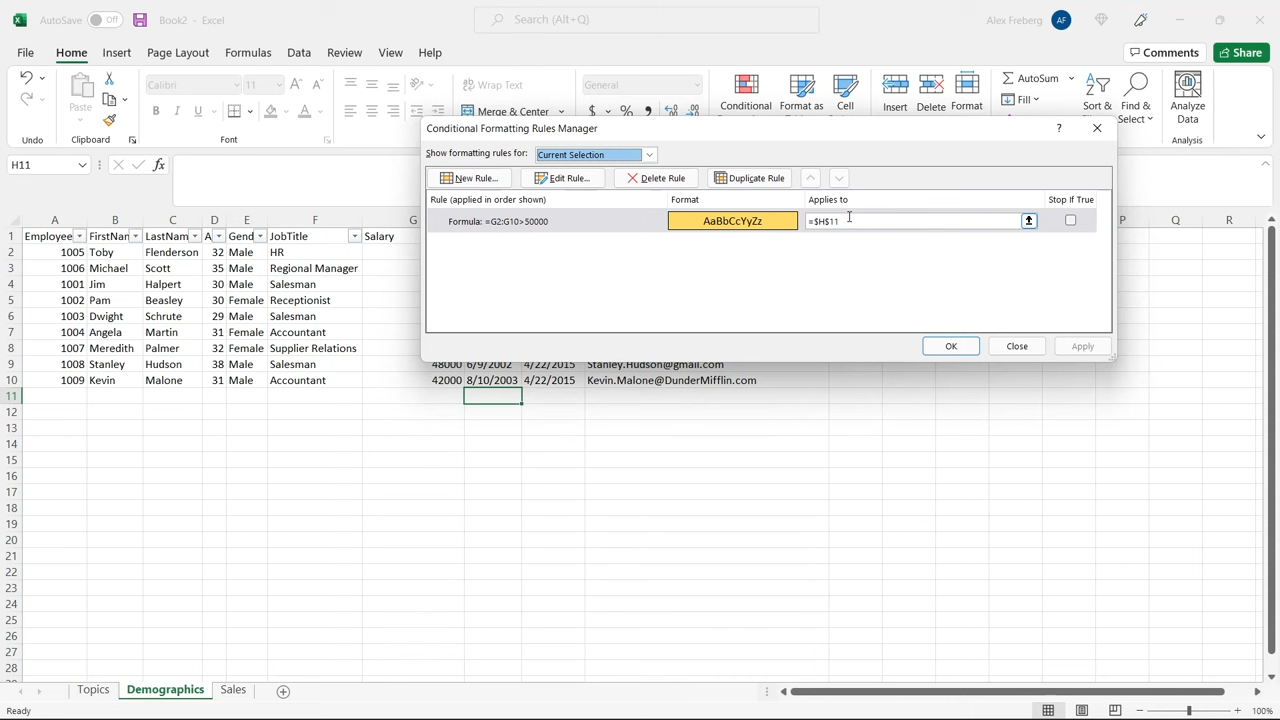 AutoSave Off Book2 - Excel Search (Alt+Q) Alex Freberg AF
File Home Insert Page Layout Formulas Data Review View Help Comments Share
Calibri 11 Wrap Text General AutoSum
Paste B I U Merge & Center $ % Conditional Format as Cell Insert Delete Format Fill Sort & Find & Analyze
Select Data
Undo Clipboard Font Analysis
Conditional Formatting Rules Manager ?
H11 fx
Show formatting rules for: Current Selection
New Rule... Edit Rule... Delete Rule Duplicate Rule
Rule (applied in order shown) Format Applies to Stop If True
Formula: =G2:G10>50000 AaBbCcYyZz =$H$11
A B C D E F G P Q R
1 Employee FirstNan LastNam A Gend JobTitle Salary
2 1005 Toby Flenderson 32 Male HR
3 1006 Michael Scott 35 Male Regional Manager
4 1001 Jim Halpert 30 Male Salesman
5 1002 Pam Beasley 30 Female Receptionist
6 1003 Dwight Schrute 29 Male Salesman
7 1004 Angela Martin 31 Female Accountant
8 1007 Meredith Palmer 32 Female Supplier Relations
OK Close Apply
9 1008 Stanley Hudson 38 Male Salesman 48000 6/9/2002 4/22/2015 Stanley.Hudson@gmail.com
10 1009 Kevin Malone 31 Male Accountant 42000 8/10/2003 4/22/2015 Kevin.Malone@DunderMifflin.com
11
12
13
14
15
16
17
18
19
20
21
22
23
24
25
26
27
28
Topics Demographics Sales
Ready 100%